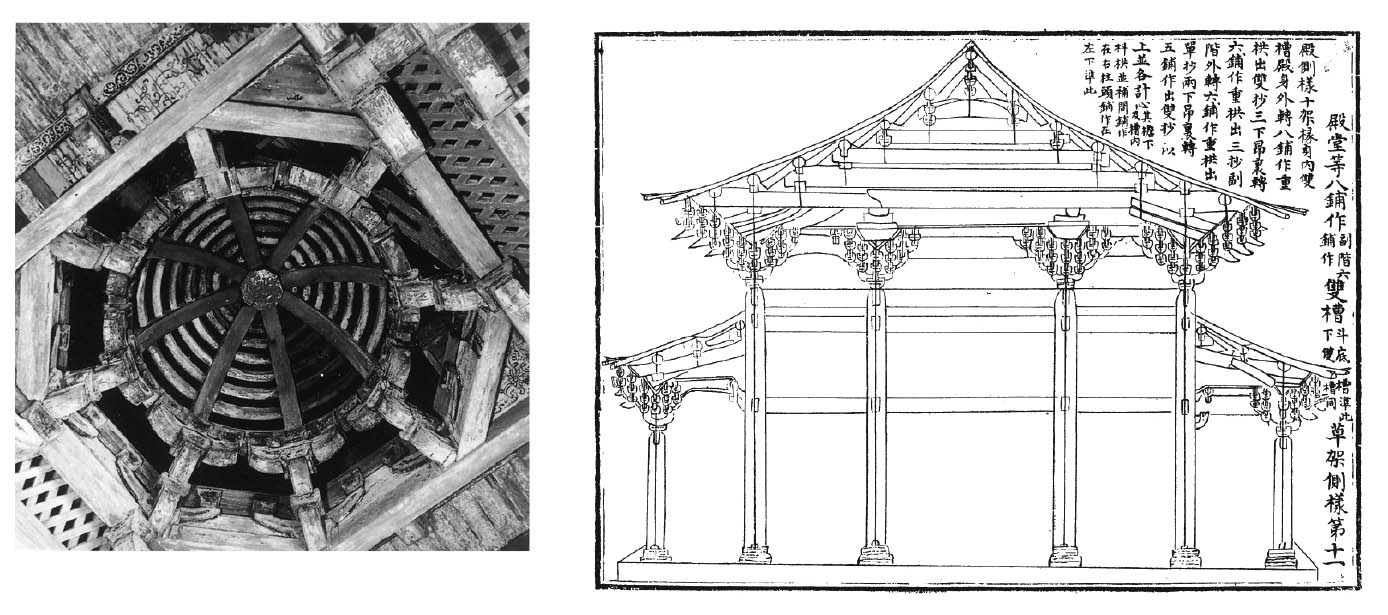 殿堂等八鋪作副階六鋪作雙槽斗底槽準此下雙槽同草架側樣第十一
殿側樣十架椽身內雙
槽殿身外轉八鋪作重
栱出雙抄三下昂裏轉
六鋪作重栱出三抄副
階外轉六鋪作重栱出
單抄兩下昂裏轉
五鋪作出雙抄以
上並各計心其檐下及槽內
枓栱並補間鋪作
在右柱頭鋪作在
左下準此